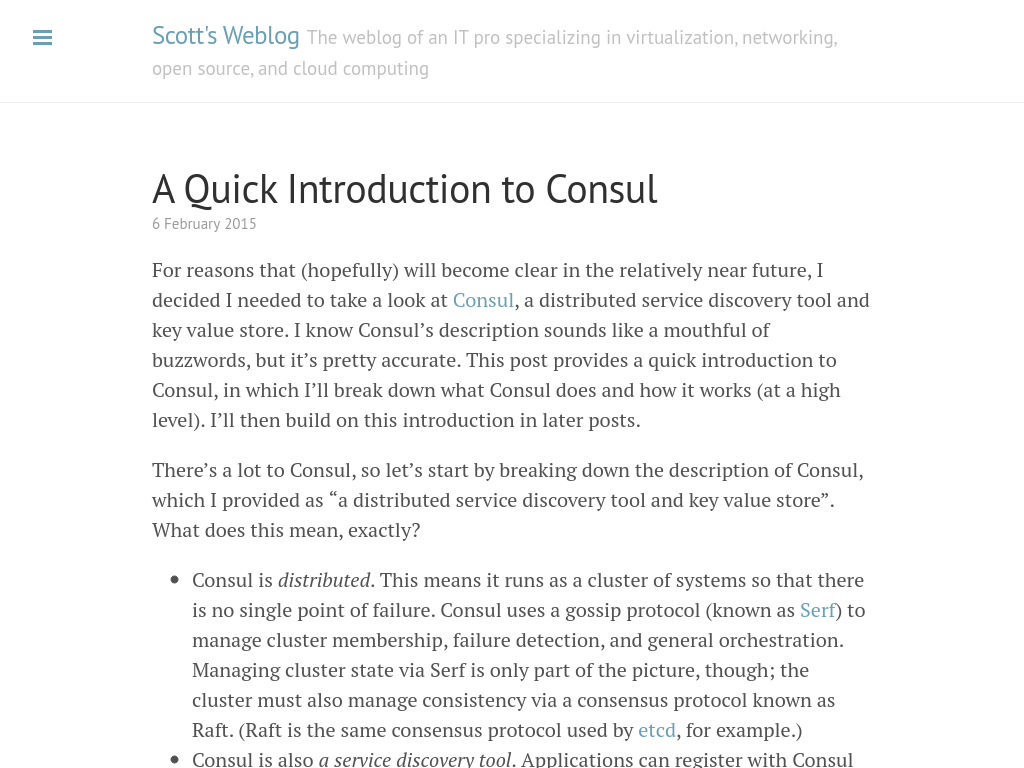 Scott's Weblog The weblog of an IT pro specializing in virtualization, networking,
open source, and cloud computing
A Quick Introduction to Consul
6 February 2015
For reasons that (hopefully) will become clear in the relatively near future, I
decided I needed to take a look at Consul, a distributed service discovery tool and
key value store. I know Consul’s description sounds like a mouthful of
buzzwords, but it’s pretty accurate. This post provides a quick introduction to
Consul, in which I’ll break down what Consul does and how it works (at a high
level). I’ll then build on this introduction in later posts.
There’s a lot to Consul, so let’s start by breaking down the description of Consul,
which I provided as “a distributed service discovery tool and key value store”.
What does this mean, exactly?
• Consul is distributed. This means it runs as a cluster of systems so that there
is no single point of failure. Consul uses a gossip protocol (known as Serf) to
manage cluster membership, failure detection, and general orchestration.
Managing cluster state via Serf is only part of the picture, though; the
cluster must also manage consistency via a consensus protocol known as
Raft. (Raft is the same consensus protocol used by etcd, for example.)
• Consul is also a service discovery tool. Applications can register with Consul